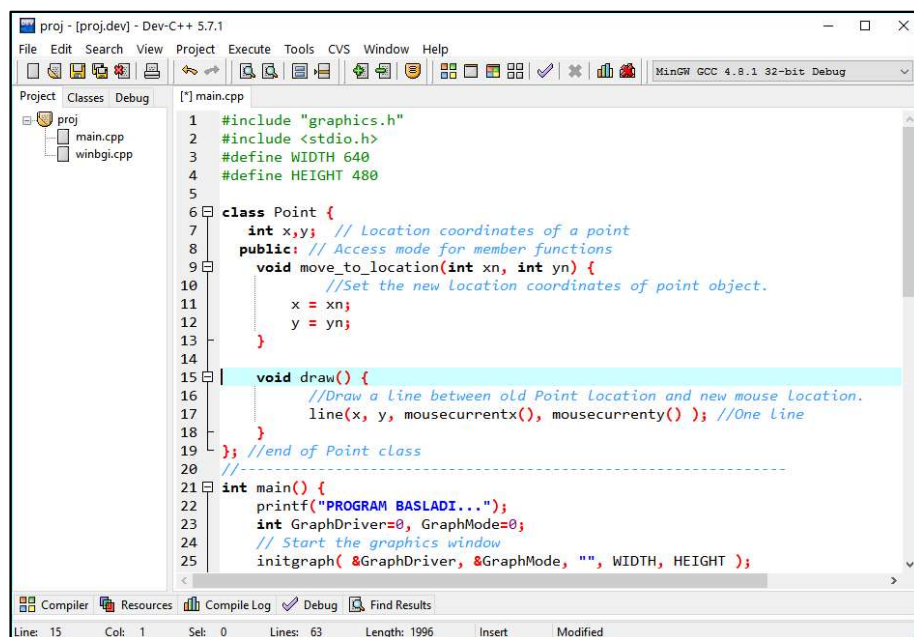 proj - [proj.dev] - Dev-C++ 5.7.1
File Edit Search View Project Execute Tools CVS Window Help
MinGW GCC 4.8.1 32-bit Debug
Project Classes Debug
[*] main.cpp
proj
main.cpp
winbgi.cpp
1 #include "graphics.h"
2 #include <stdio.h>
3 #define WIDTH 640
4 #define HEIGHT 480
5
6 class Point {
7 int x,y; // Location coordinates of a point
8 public: // Access mode for member functions
9 void move_to_location(int xn, int yn) {
10 //Set the new location coordinates of point object.
11 x = xn;
12 y = yn;
13 }
14
15 void draw() {
16 //Draw a line between old Point location and new mouse location.
17 line(x, y, mousecurrentx(), mousecurrenty() ); //One line
18 }
19 }; //end of Point class
20 //---------------------------------------------------------------
21 int main() {
22 printf("PROGRAM BASLADI...");
23 int GraphDriver=0, GraphMode=0;
24 // Start the graphics window
25 initgraph( &GraphDriver, &GraphMode, "", WIDTH, HEIGHT );
Compiler Resources Compile Log Debug Find Results
Line: 15 Col: 1 Sel: 0 Lines: 63 Length: 1996 Insert Modified